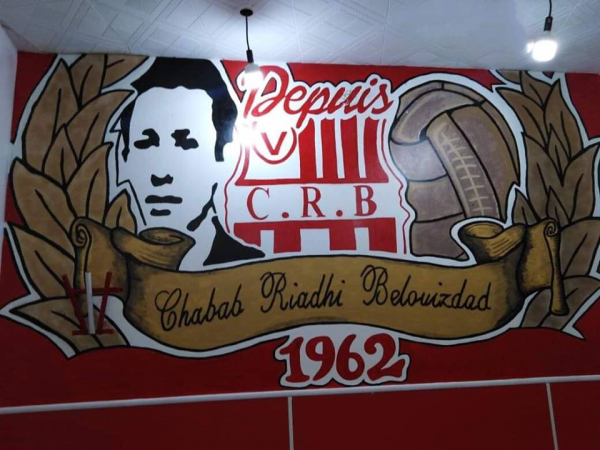 Depuis
V
C.R.B
Chabab Riadhi Belouizdad
1962